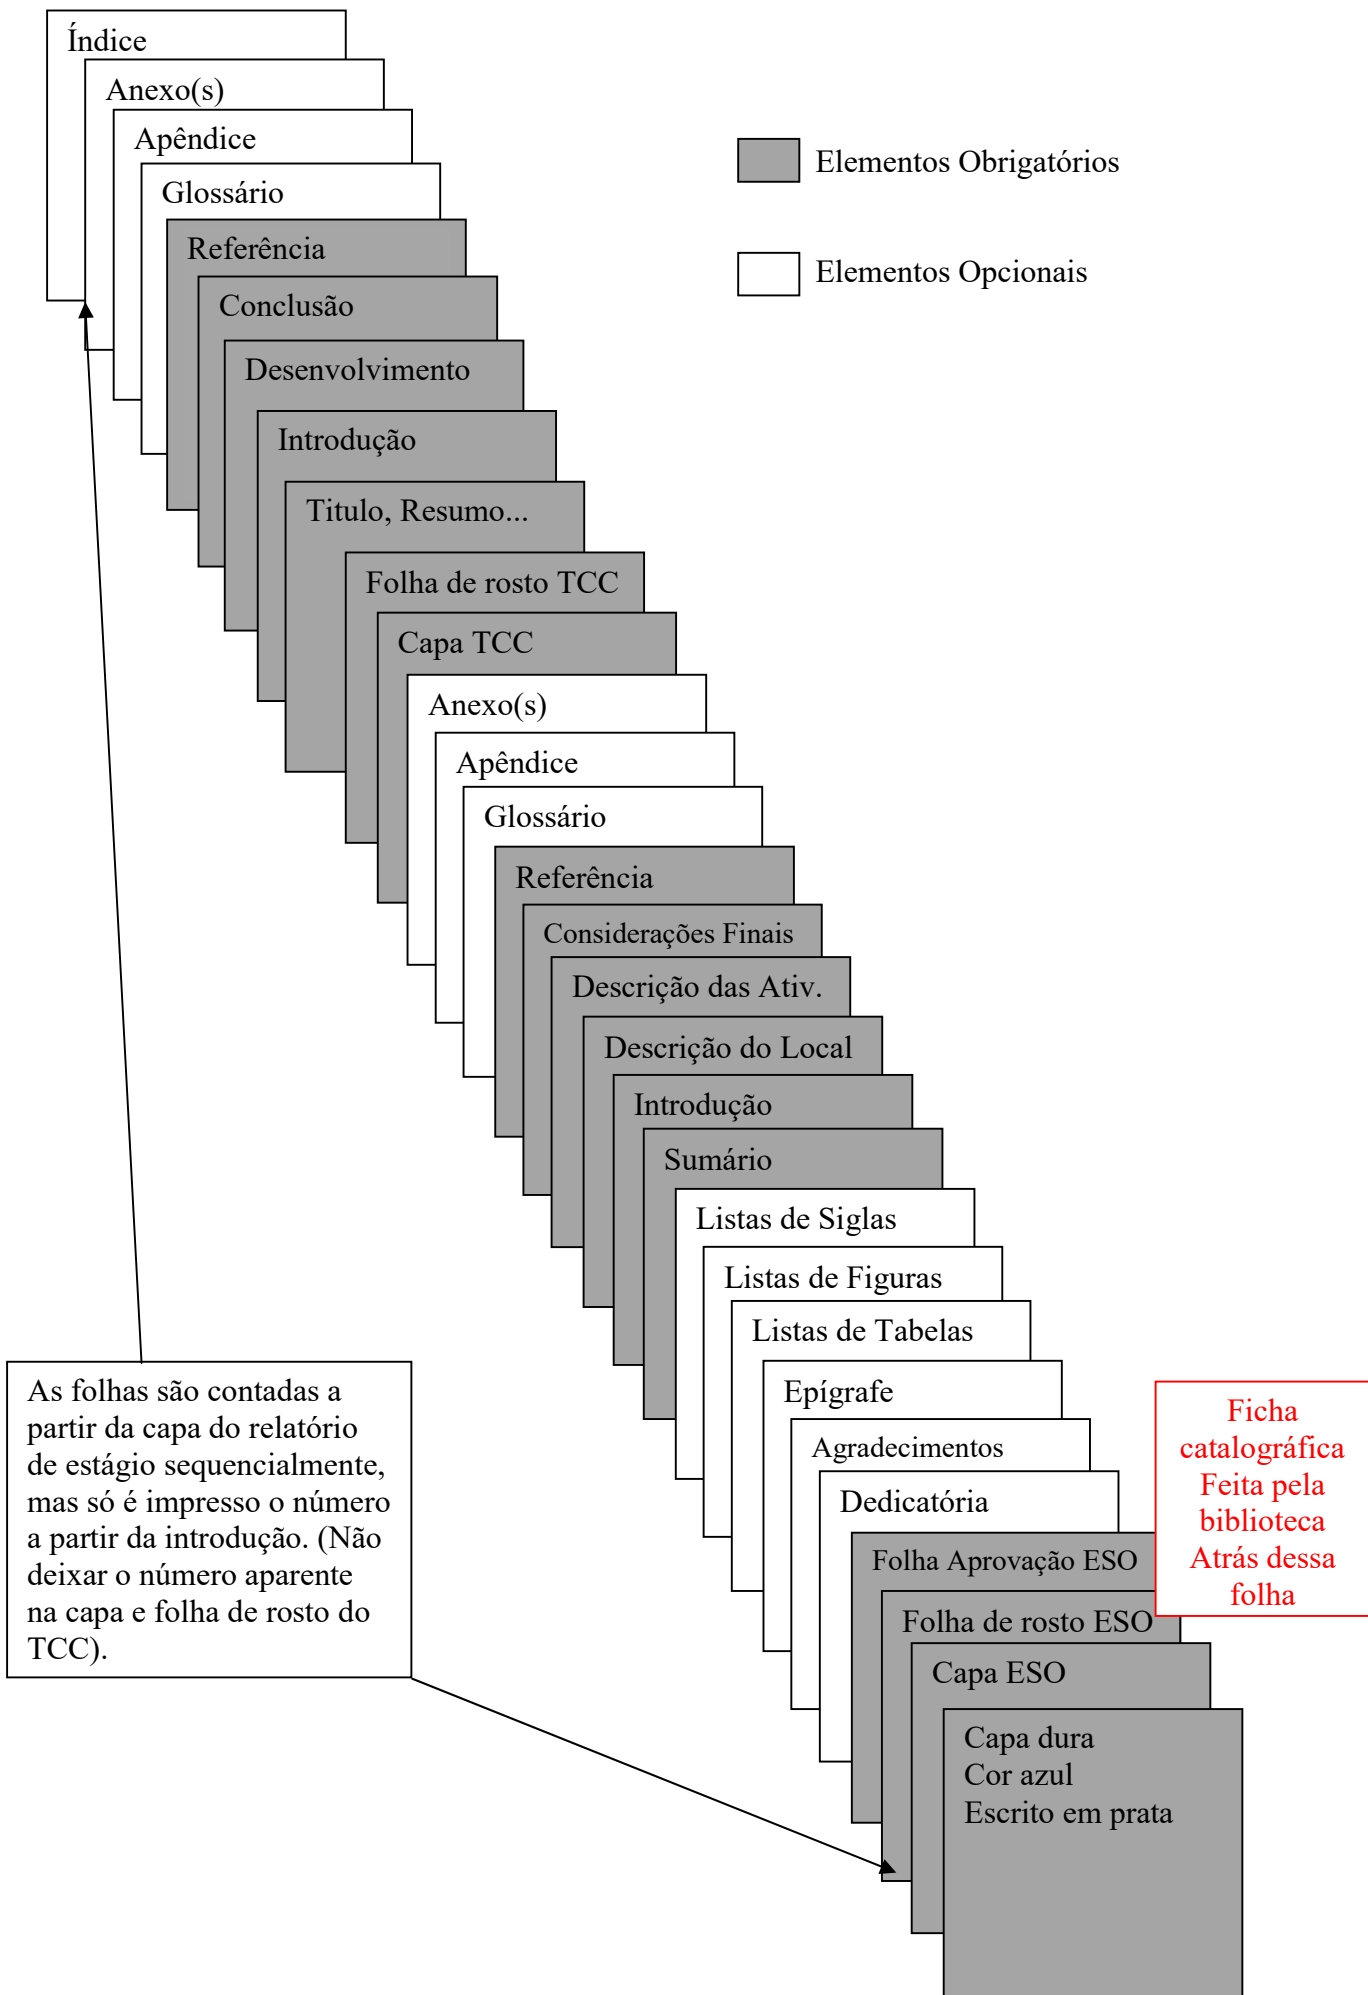 Índice
Anexo(s)
Apêndice
Glossário
Referência
Conclusão
Desenvolvimento
Introdução
Titulo, Resumo...
Folha de rosto TCC
Capa TCC
Anexo(s)
Apêndice
Glossário
Referência
Considerações Finais
Descrição das Ativ.
Descrição do Local
Introdução
Sumário
Listas de Siglas
Listas de Figuras
Listas de Tabelas
Epígrafe
Agradecimentos
Dedicatória
Folha Aprovação ESO
Folha de rosto ESO
Capa ESO
Capa dura
Cor azul
Escrito em prata
Elementos Obrigatórios
Elementos Opcionais
As folhas são contadas a
partir da capa do relatório
de estágio sequencialmente,
mas só é impresso o número
a partir da introdução. (Não
deixar o número aparente
na capa e folha de rosto do
TCC).
Ficha
catalográfica
Feita pela
biblioteca
Atrás dessa
folha